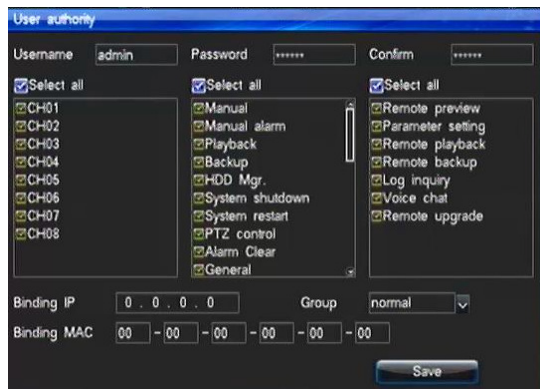 User authority
Username admin Password ****** Confirm ******
Select all Select all Select all
CH01 Manual Remote preview
CH02 Manual alarm Parameter setting
CH03 Playback Remote playback
CH04 Backup Remote backup
CH05 HDD Mgr. Log inquiry
CH06 System shutdown Voice chat
CH07 System restart Remote upgrade
CH08 PTZ control
Alarm Clear
General
Binding IP 0 . 0 . 0 . 0 Group normal
Binding MAC 00 - 00 - 00 - 00 - 00 - 00
Save